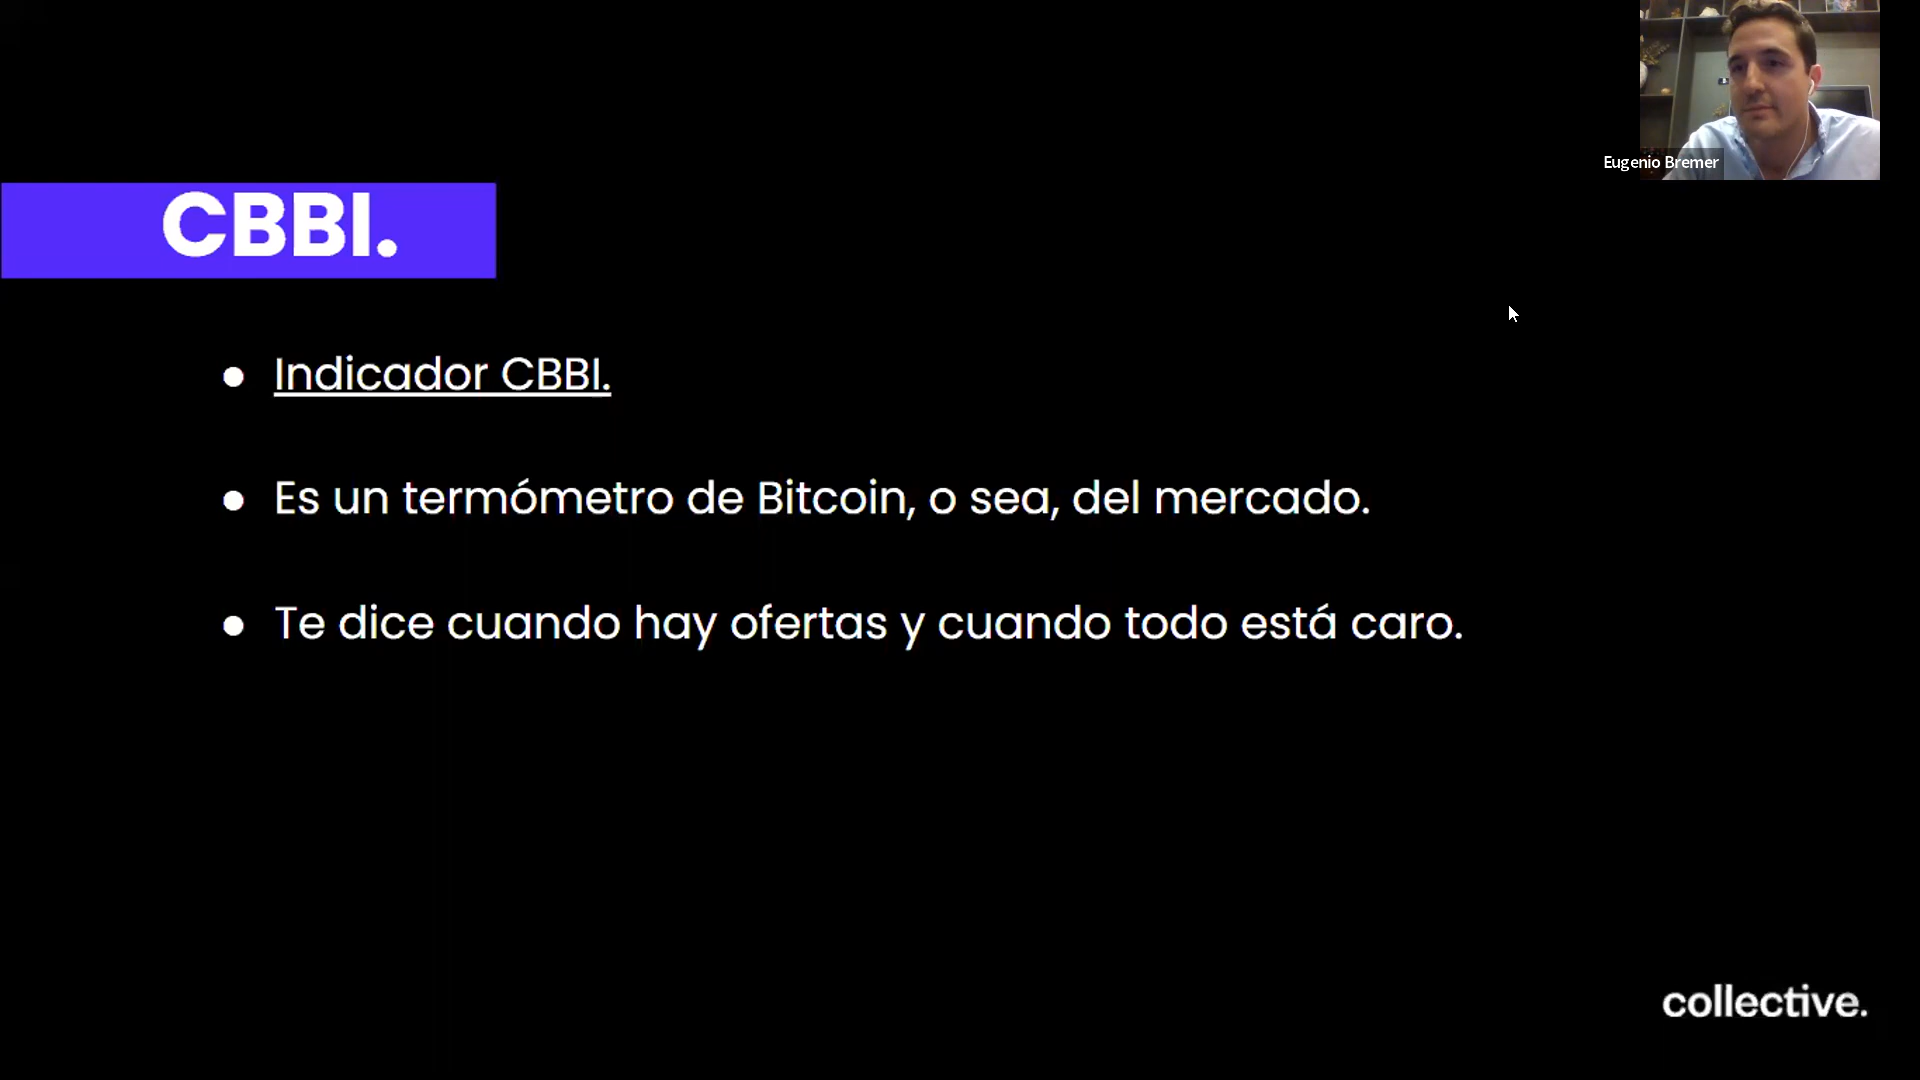 Eugenio Bremer
CBBI.
Indicador CBBI.
Es un termómetro de Bitcoin, o sea, del mercado.
Te dice cuando hay ofertas y cuando todo está caro.
collective.